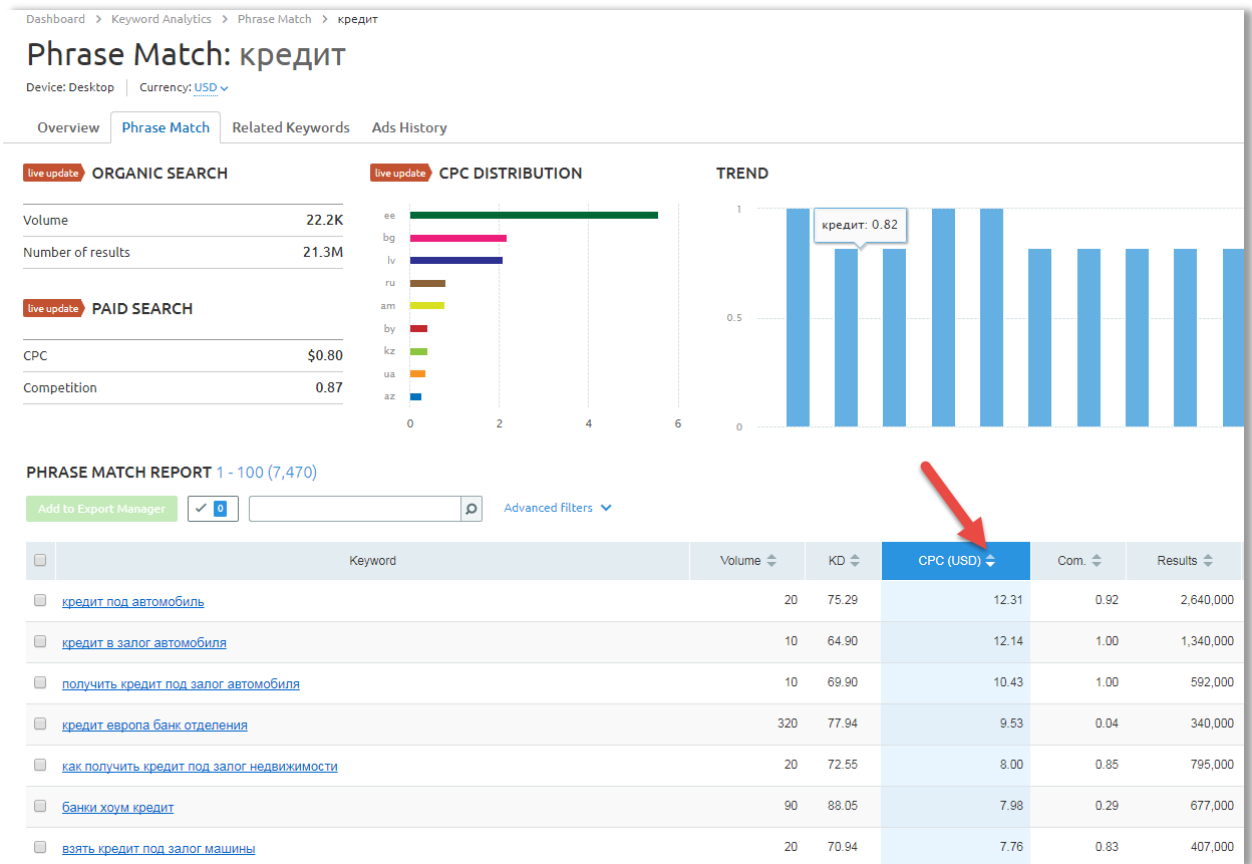 Dashboard > Keyword Analytics > Phrase Match > кредит
Phrase Match: кредит
Device: Desktop Currency: USD
Overview Phrase Match Related Keywords Ads History
live update ORGANIC SEARCH
Volume 22.2K
Number of results 21.3M
live update PAID SEARCH
CPC $0.80
Competition 0.87
live update CPC DISTRIBUTION
ee
bg
lv
ru
am
by
kz
ua
az
0 2 4 6
TREND
1
кредит: 0.82
0.5
0
PHRASE MATCH REPORT 1 - 100 (7,470)
Add to Export Manager 0 Advanced filters
Keyword Volume KD CPC (USD) Com. Results
кредит под автомобиль 20 75.29 12.31 0.92 2,640,000
кредит в залог автомобиля 10 64.90 12.14 1.00 1,340,000
получить кредит под залог автомобиля 10 69.90 10.43 1.00 592,000
кредит европа банк отделения 320 77.94 9.53 0.04 340,000
как получить кредит под залог недвижимости 20 72.55 8.00 0.85 795,000
банки хоум кредит 90 88.05 7.98 0.29 677,000
взять кредит под залог машины 20 70.94 7.76 0.83 407,000